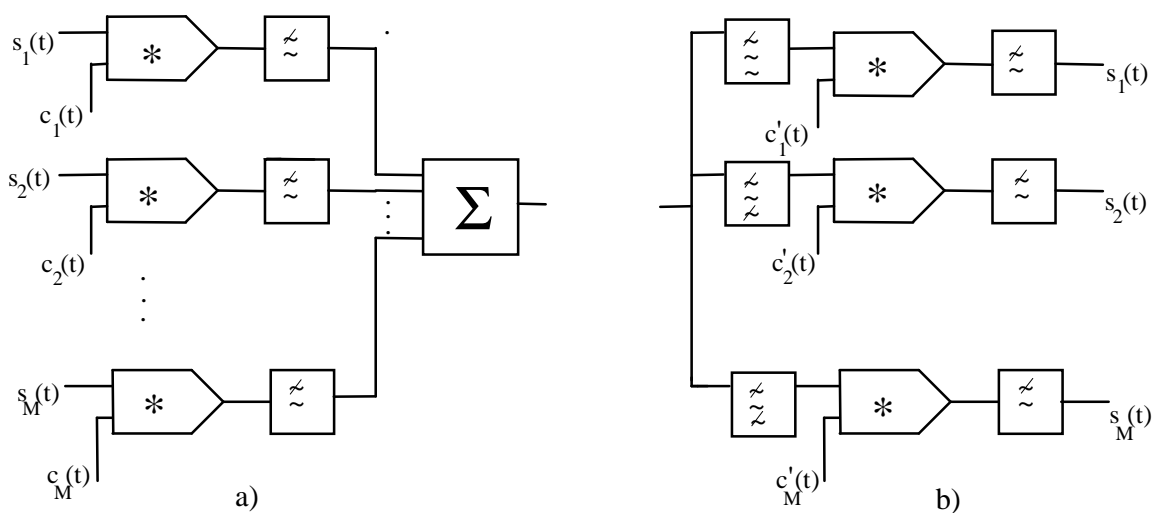 s1(t)
*
c1(t)
s2(t)
*
c2(t)
Σ
sM(t)
*
cM(t)
a)
*
s1(t)
c'1(t)
*
s2(t)
c'2(t)
*
sM(t)
c'M(t)
b)